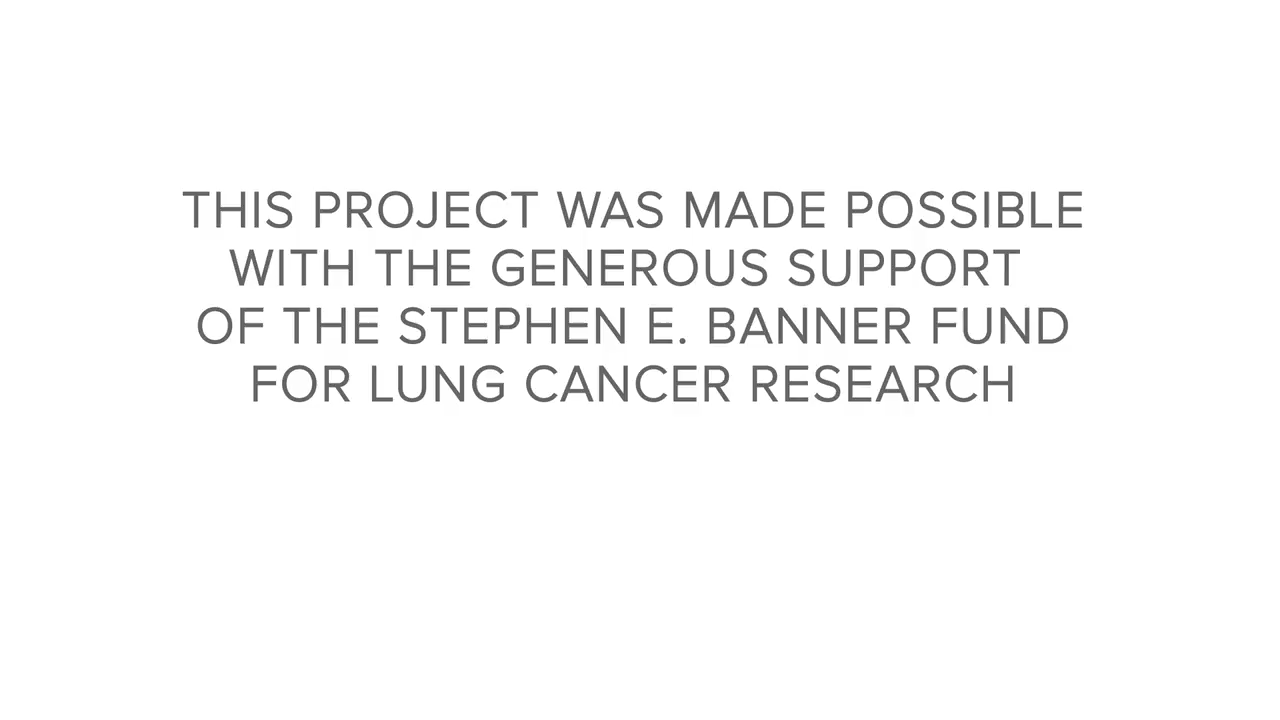 THIS PROJECT WAS MADE POSSIBLE
WITH THE GENEROUS SUPPORT
OF THE STEPHEN E. BANNER FUND
FOR LUNG CANCER RESEARCH